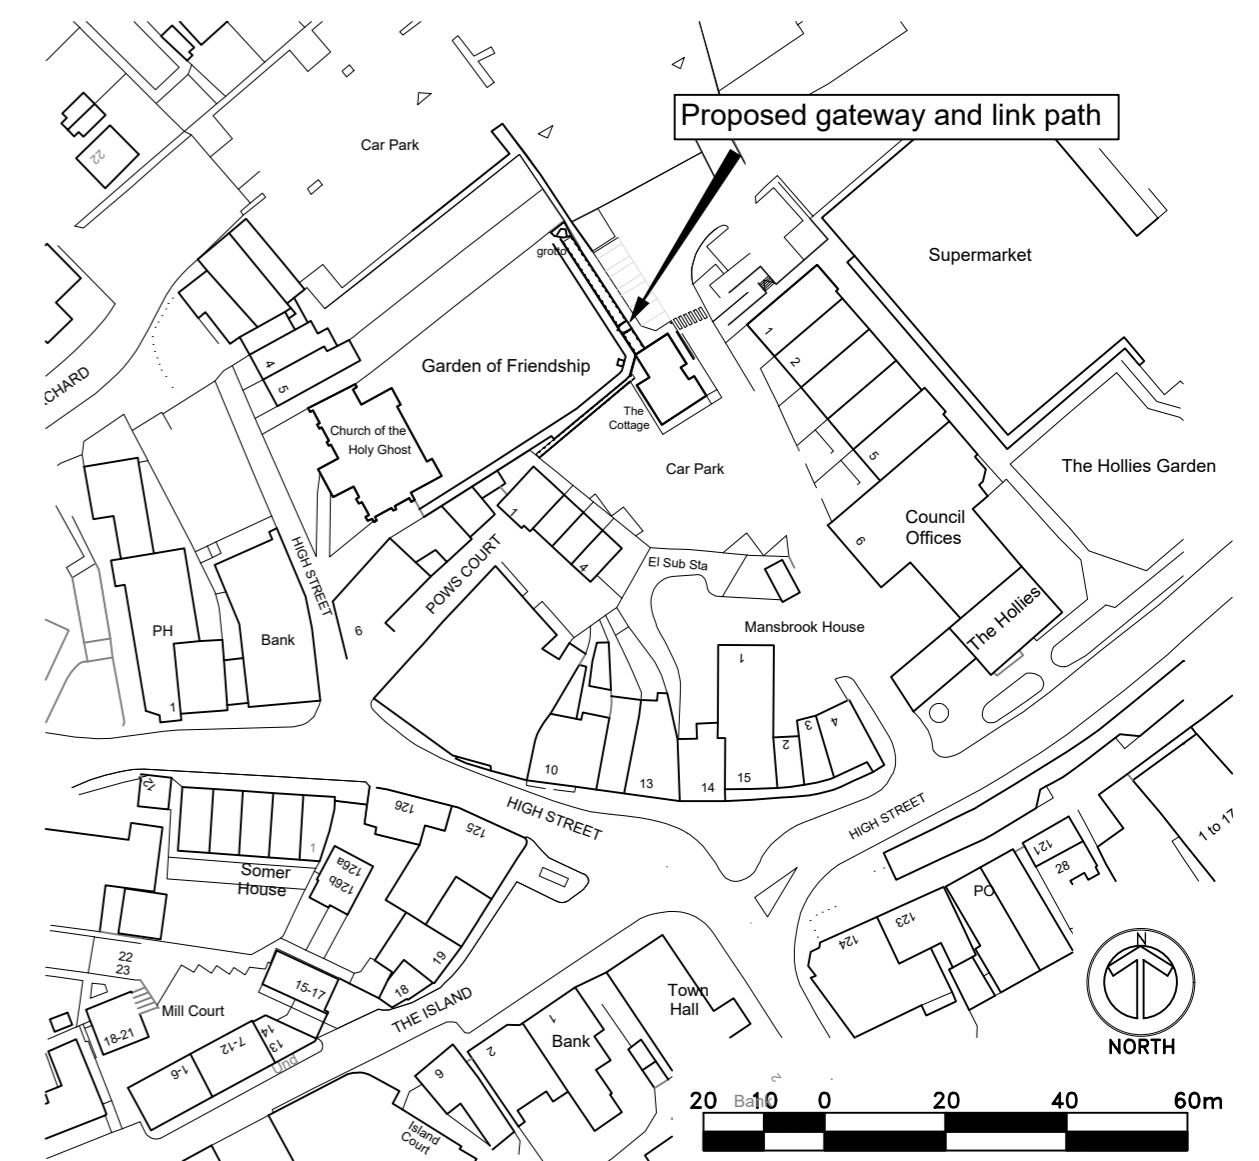 Proposed gateway and link path
Car Park
22
grotto
Supermarket
1
2
4
5
Garden of Friendship
CHARD
The
Cottage
Church of the
Holy Ghost
5
Car Park
The Hollies Garden
1
Council
Offices
6
HIGH STREET
POWS COURT
4
El Sub Sta
The Hollies
PH
Bank
6
Mansbrook House
1
1
10
13
14
15
2
3
4
HIGH STREET
HIGH STREET
126
125
1
126a
126b
Somer
House
121
28
1 to 17
PO
123
124
22
23
19
18
15-17
THE ISLAND
Town
Hall
Mill Court
18-21
14
13
7-12
1-6
Und
1
2
Bank
6
Island
Court
N
NORTH
Bank
2
20 10 0 20 40 60m